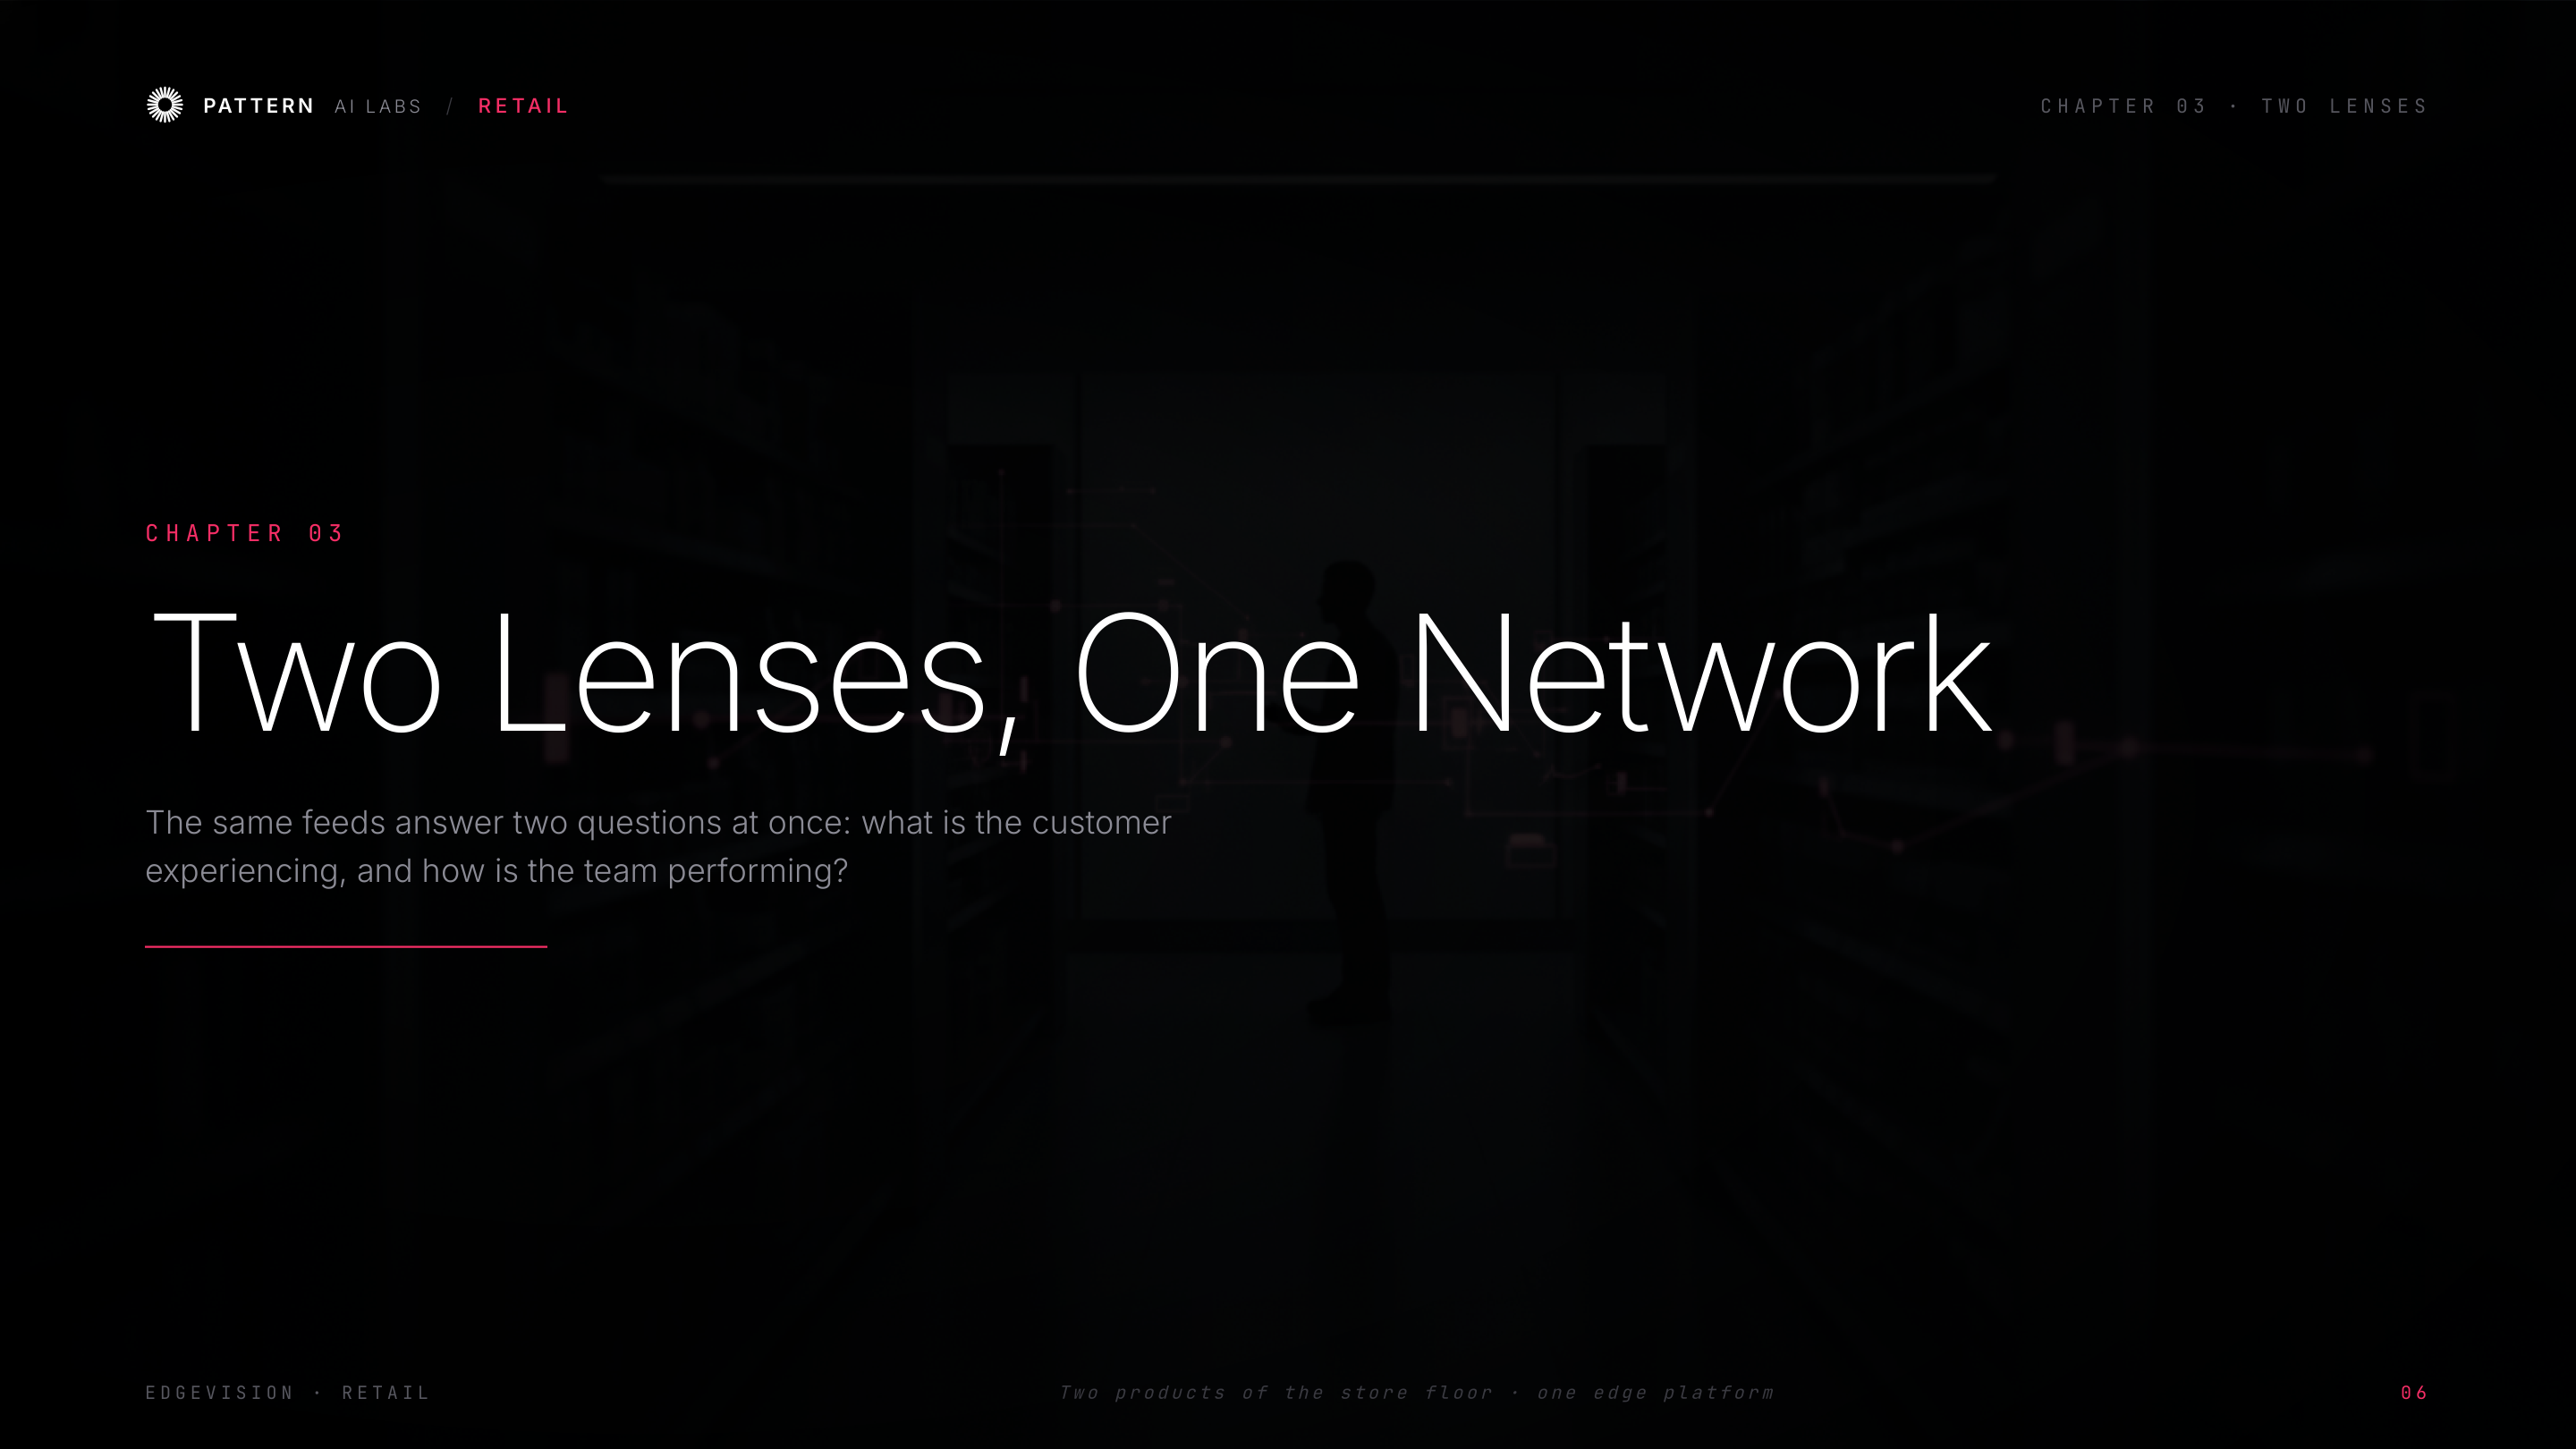 PATTERN AI LABS / RETAIL
CHAPTER 03 · TWO LENSES
CHAPTER 03
Two Lenses, One Network
The same feeds answer two questions at once: what is the customer
experiencing, and how is the team performing?
EDGEVISION · RETAIL
Two products of the store floor · one edge platform
06